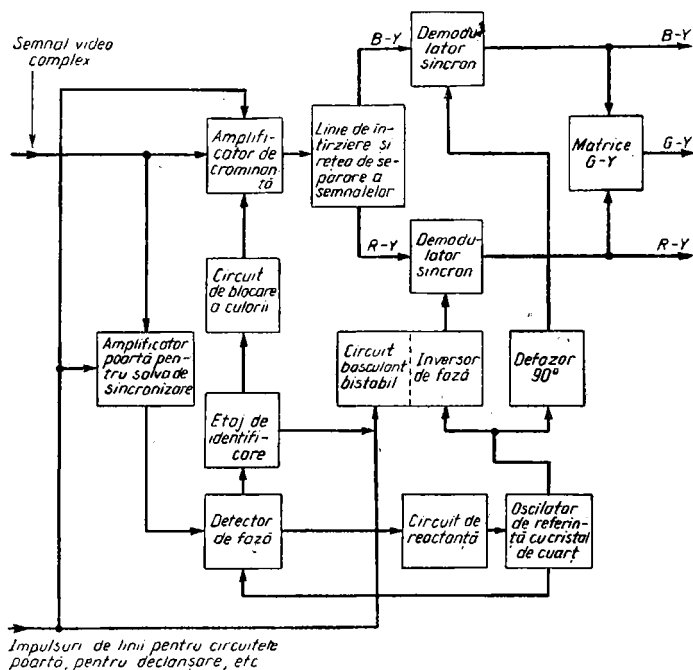 Semnal video
complex
B-Y
Demodu-
lator
sincron
B-Y
Amplifi-
cator de
cromina-
tă
Linie de în-
tîrziere și
rețea de se-
parare a
semnalelor
Matrice
G-Y
G-Y
R-Y
Demodu-
lator
sincron
R-Y
Circuit
de blocare
a culorii
Amplificator
poartă pen-
tru salva de
sincronizare
Circuit
basculant
bistabil
Inversor
de fază
Defazor
90°
Etaj de
identifi-
care
Detector
de fază
Circuit de
reactanță
Oscilator
de referin-
ță cu cristal
de cuarț
Impulsuri de linii pentru circuitele
poartă, pentru declanșare, etc